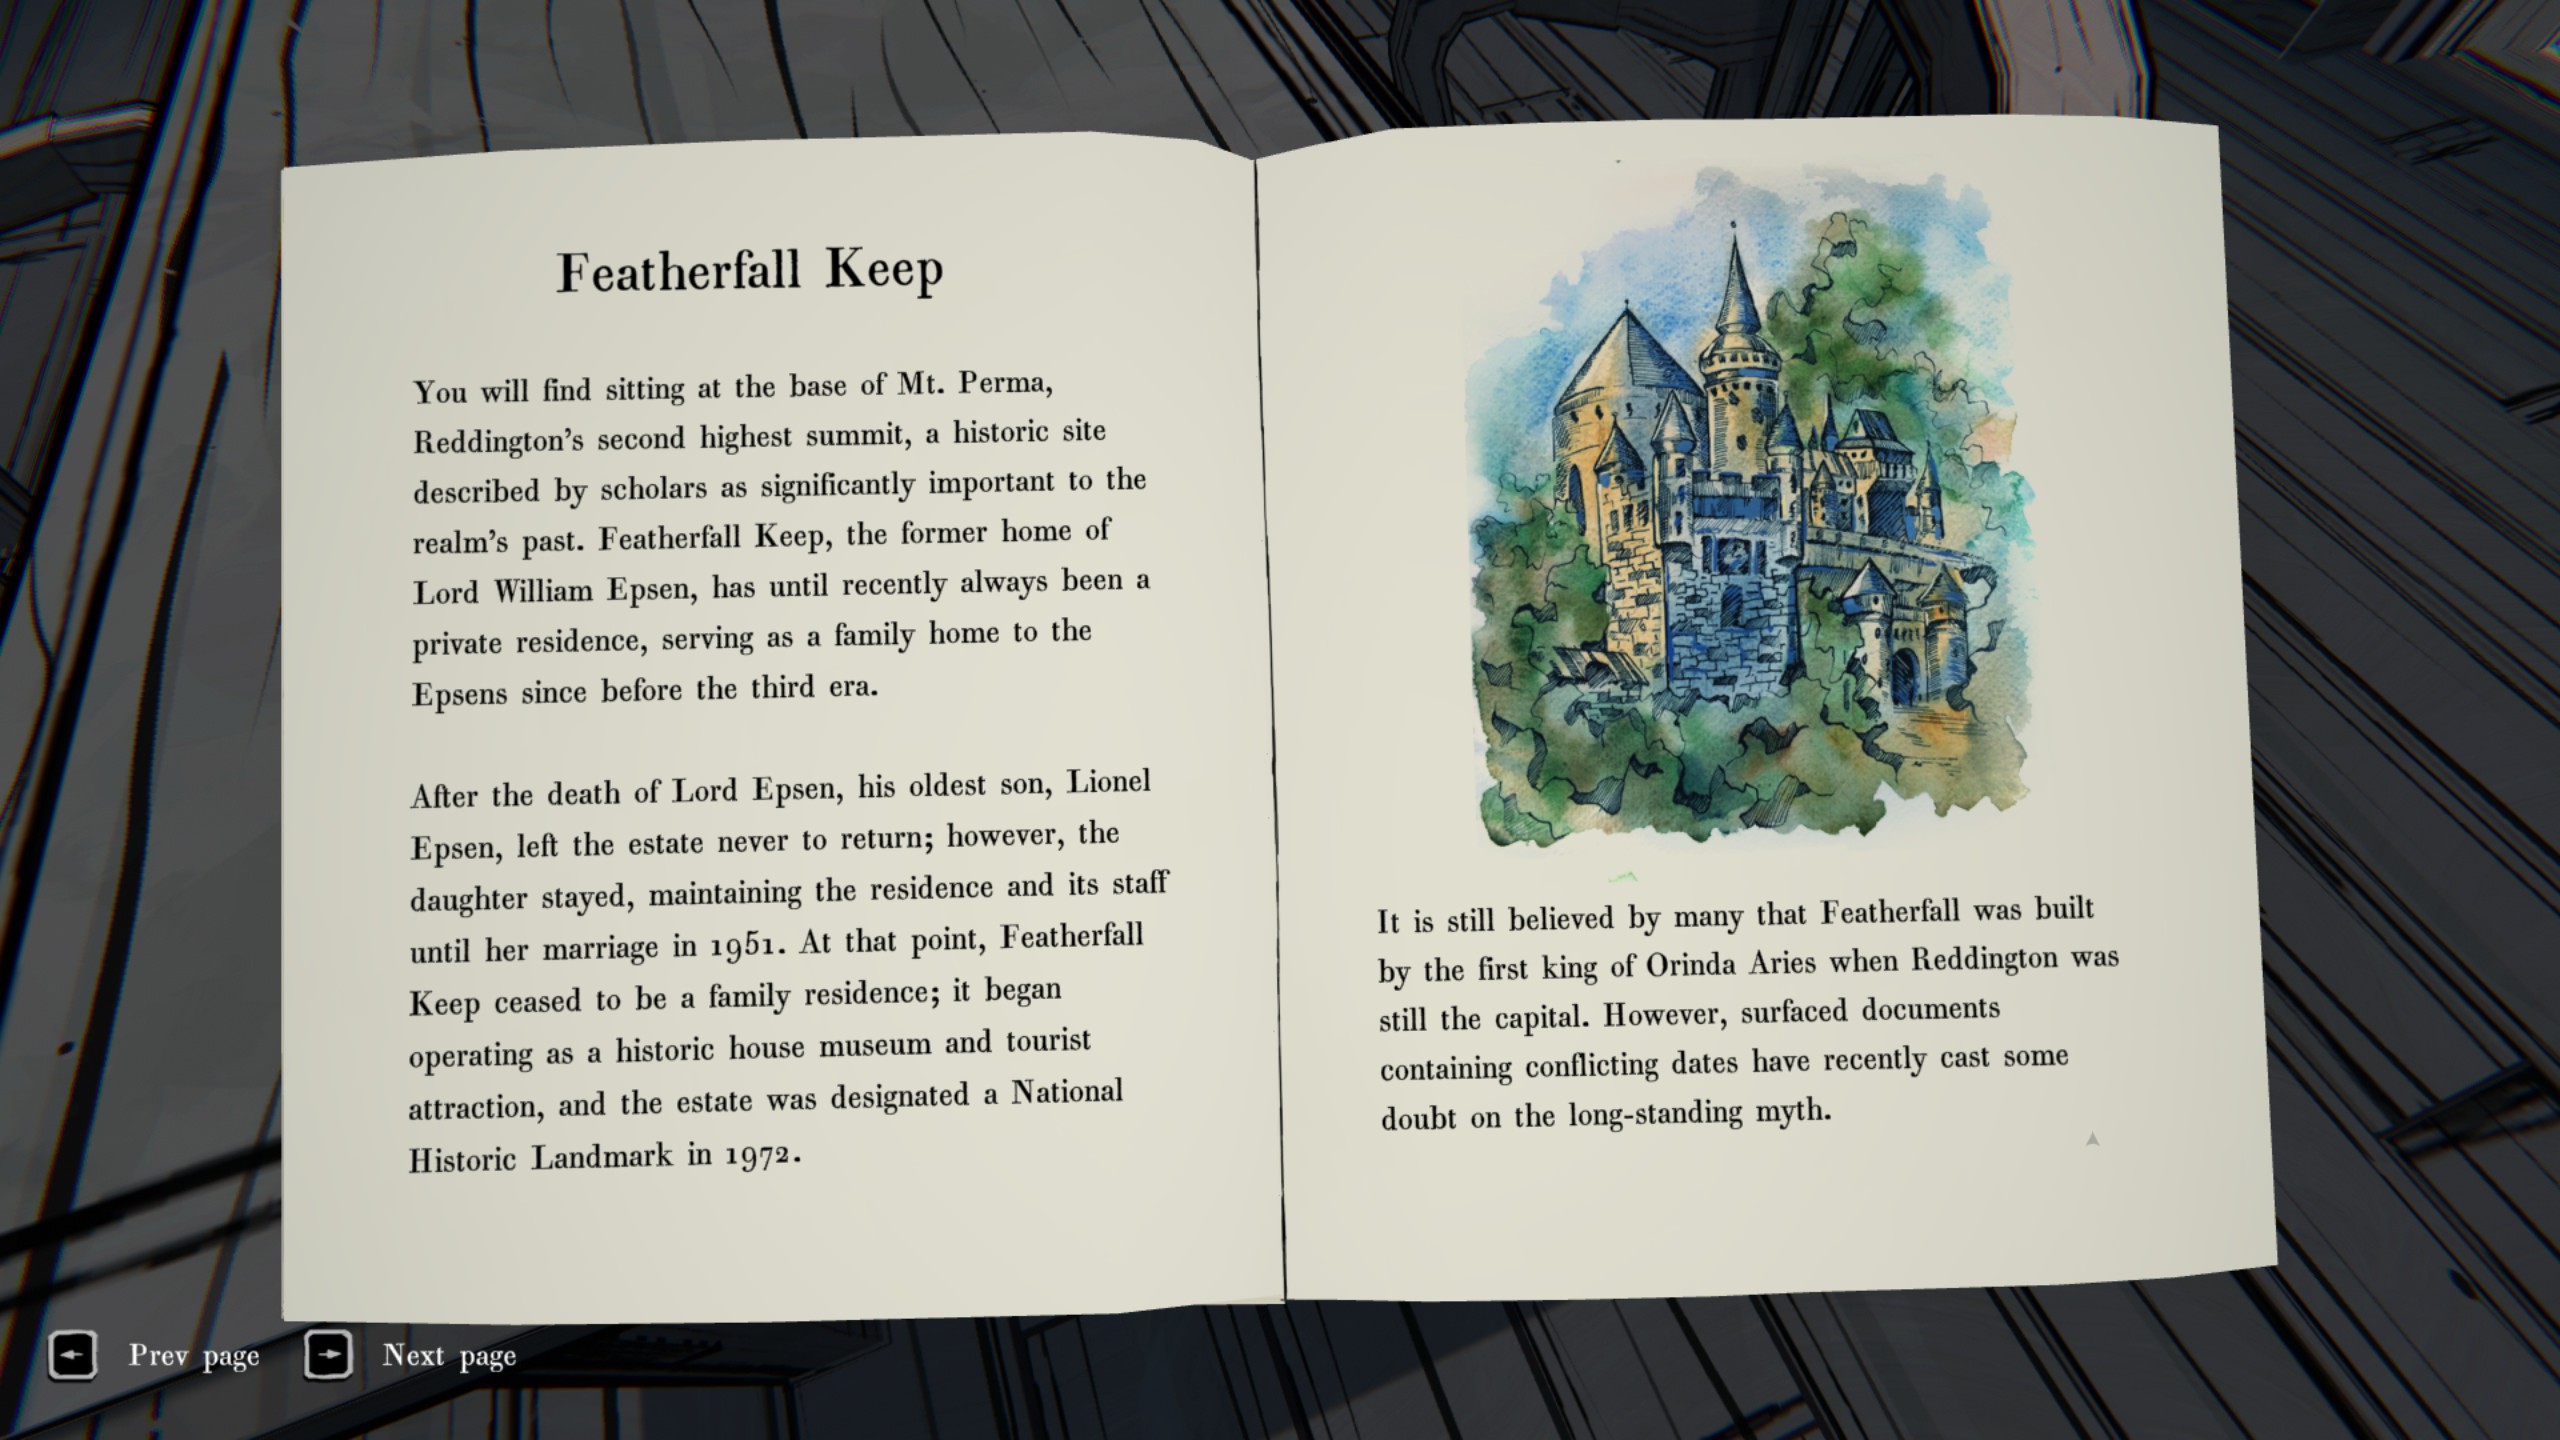 Featherfall Keep
You will find sitting at the base of Mt. Perma,
Reddington's second highest summit, a historic site
described by scholars as significantly important to the
realm's past. Featherfall Keep, the former home of
Lord William Epsen, has until recently always been a
private residence, serving as a family home to the
Epsens since before the third era.
After the death of Lord Epsen, his oldest son, Lionel
Epsen, left the estate never to return; however, the
daughter stayed, maintaining the residence and its staff
until her marriage in 1951. At that point, Featherfall
Keep ceased to be a family residence; it began
operating as a historic house museum and tourist
attraction, and the estate was designated a National
Historic Landmark in 1972.
It is still believed by many that Featherfall was built
by the first king of Orinda Aries when Reddington was
still the capital. However, surfaced documents
containing conflicting dates have recently cast some
doubt on the long-standing myth.
Prev page
Next page